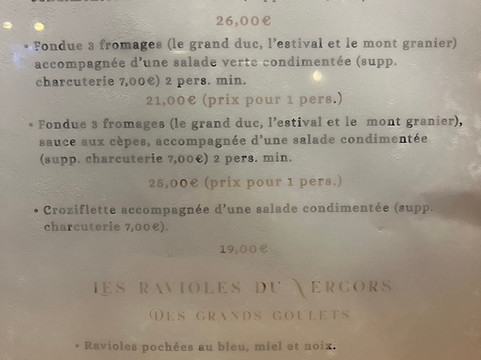 26,00€
• Fondue 3 fromages (le grand duc, l'estival et le mont granier)
accompagnée d'une salade verte condimentée (supp.
charcuterie 7,00€) 2 pers. min.
21,00€ (prix pour 1 pers.)
• Fondue 3 fromages (le grand duc, l'estival et le mont granier),
sauce aux cèpes, accompagnée d'une salade condimentée
(supp. charcuterie 7,00€) 2 pers. min.
25,00€ (prix pour 1 pers.)
• Croziflette accompagnée d'une salade condimentée (supp.
charcuterie 7,00€).
19,00€
LES RAVIOLES DU VERCORS
DES GRANDS GOULETS
• Ravioles pochées au bleu, miel et noix.